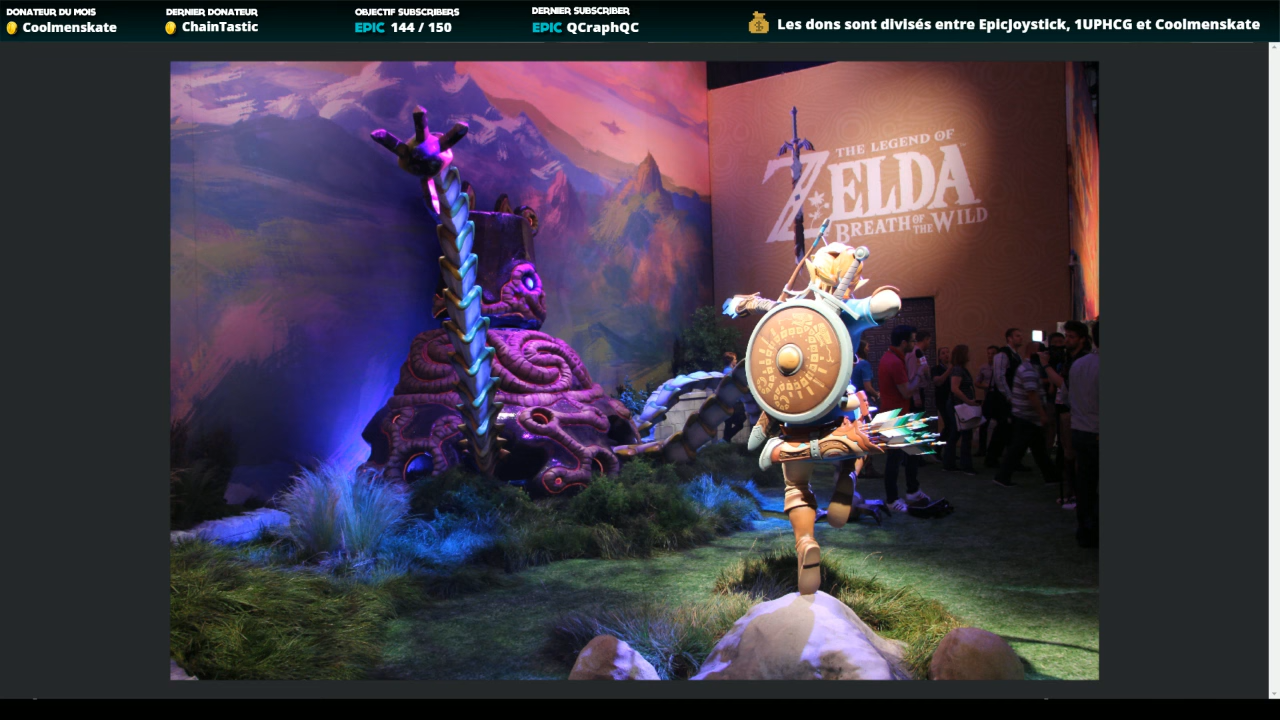 DONATEUR DU MOIS
Coolmenskate
DERNIER DONATEUR
ChainTastic
OBJECTIF SUBSCRIBERS
EPIC 144 / 150
DERNIER SUBSCRIBER
EPIC QCraphQC
Les dons sont divisés entre EpicJoystick, 1UPHCG et Coolmenskate
THE LEGEND OF
ZELDA
BREATH OF THE WILD